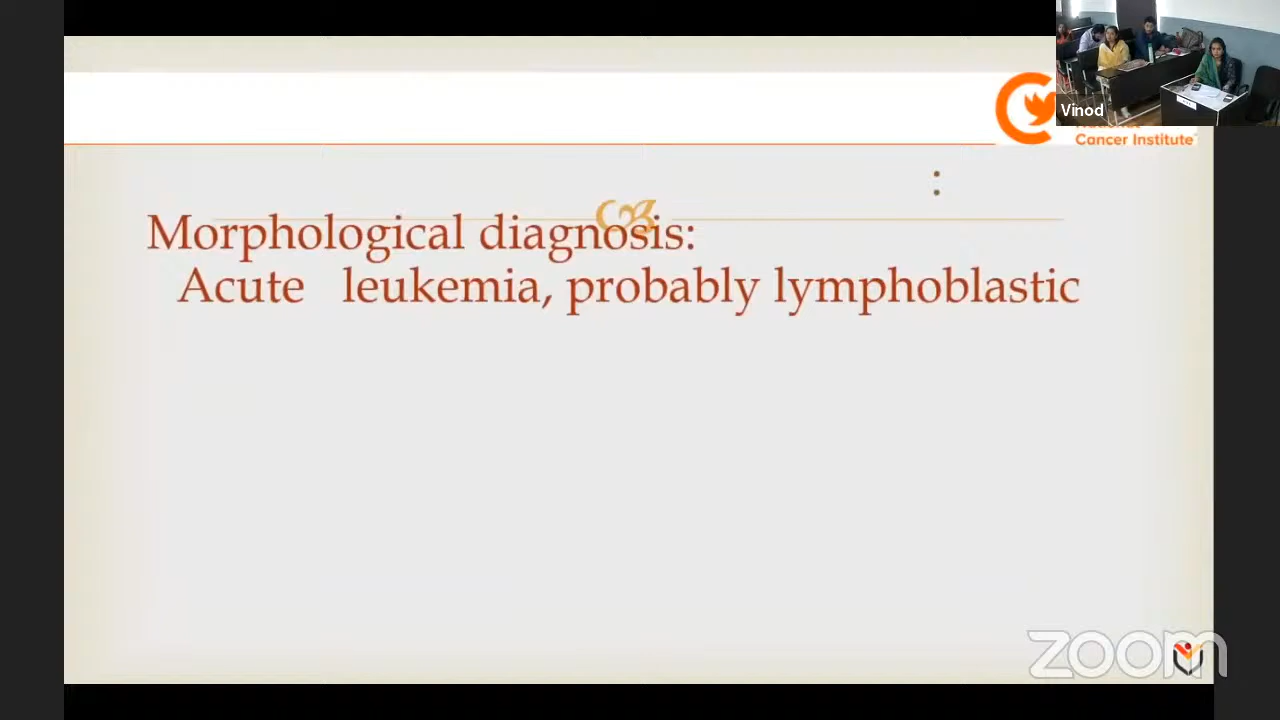 Vinod
Cancer Institute
:
Morphological diagnosis:
Acute leukemia, probably lymphoblastic
zoom